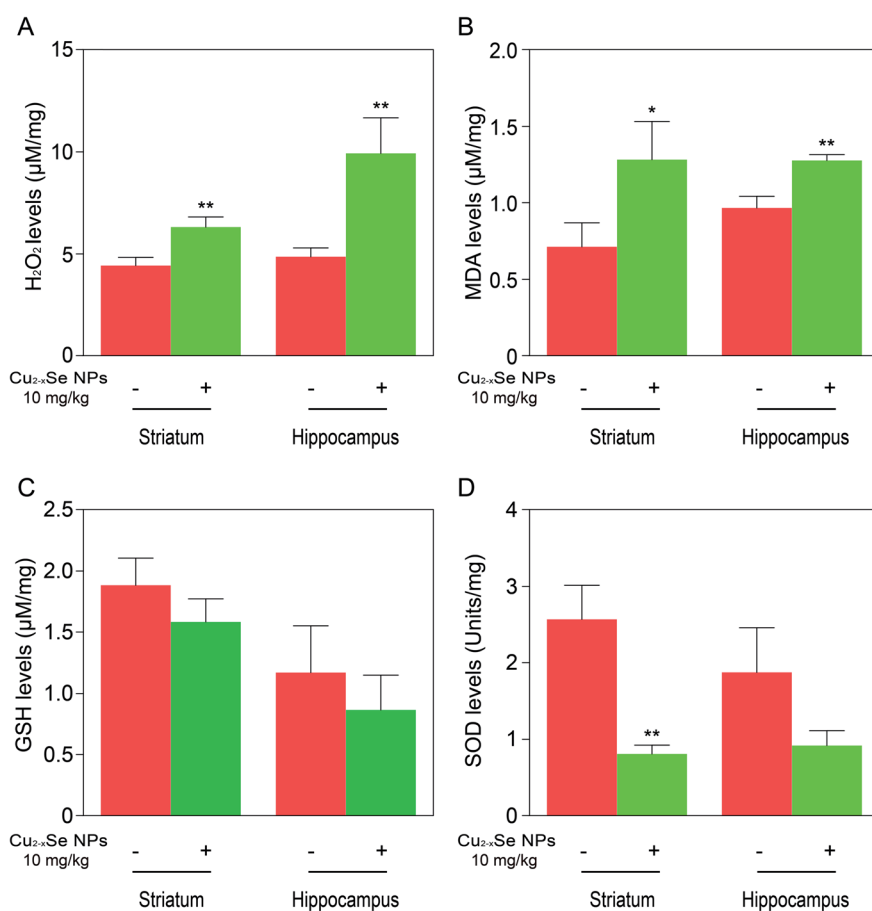 A
H₂O₂ levels (µM/mg)
15
10
5
0
**
**
Cu₂₋ₓSe NPs
10 mg/kg
- + - +
Striatum Hippocampus
B
MDA levels (µM/mg)
2.0
1.5
1.0
0.5
0
*
**
Cu₂₋ₓSe NPs
10 mg/kg
- + - +
Striatum Hippocampus
C
GSH levels (µM/mg)
2.5
2.0
1.5
1.0
0.5
0
Cu₂₋ₓSe NPs
10 mg/kg
- + - +
Striatum Hippocampus
D
SOD levels (Units/mg)
4
3
2
1
0
**
Cu₂₋ₓSe NPs
10 mg/kg
- + - +
Striatum Hippocampus